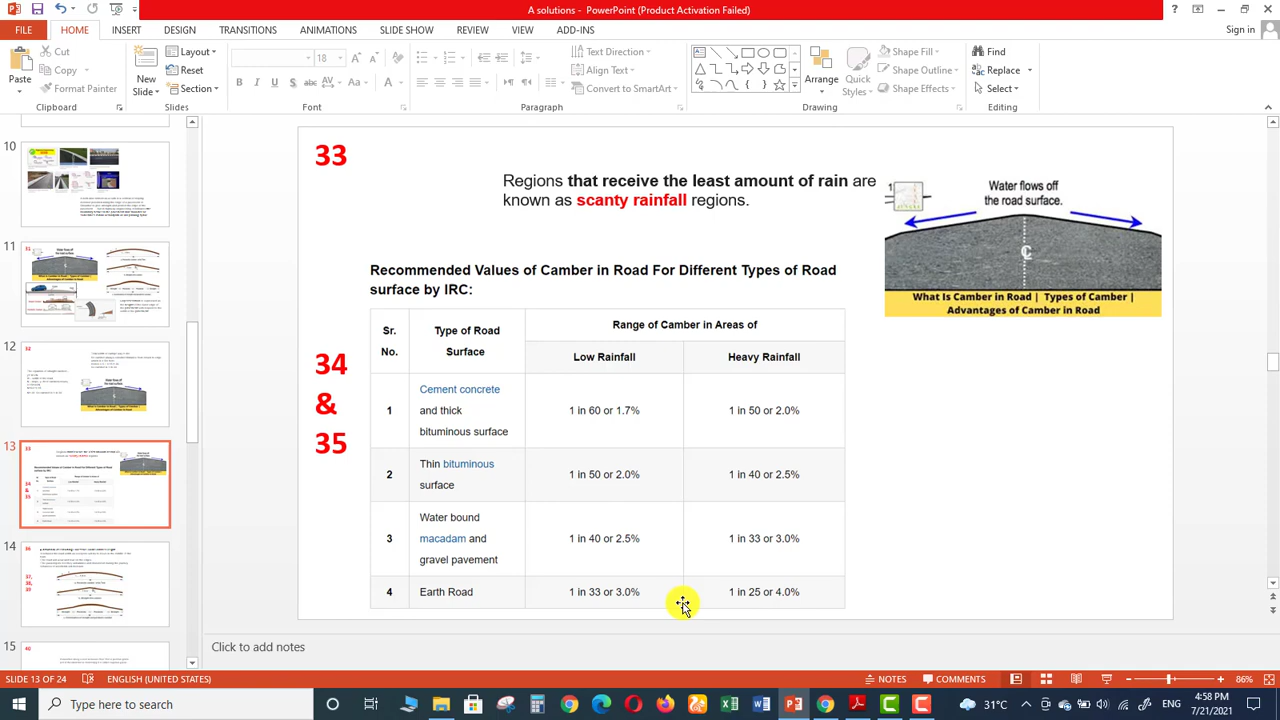 A solutions - PowerPoint (Product Activation Failed)
FILE HOME INSERT DESIGN TRANSITIONS ANIMATIONS SLIDE SHOW REVIEW VIEW ADD-INS Sign in
Paste
Cut
Copy
Format Painter
Clipboard
New
Slide
Layout
Reset
Section
Slides
18
B I U S abc AV Aa A
Font
Text Direction
Align Text
Convert to SmartArt
Paragraph
Arrange
Quick
Styles
Shape Fill
Shape Outline
Shape Effects
Drawing
Find
Replace
Select
Editing
10
11
12
13
14
15
33
Regions that receive the least amount of rain are
known as scanty rainfall regions.
Water flows off
the road surface.
What Is Camber in Road | Types of Camber |
Advantages of Camber in Road
Recommended Values of Camber in Road For Different Types of Road
surface by IRC:
34
&
35
Sr.
No.
Type of Road
Surface
Range of Camber in Areas of
Low Rainfall
Heavy Rainfall
1
Cement concrete
and thick
bituminous surface
1 in 60 or 1.7%
1 in 50 or 2.0%
2
Thin bituminous
surface
1 in 50 or 2.0%
1 in 40 or 2.5%
3
Water bound
macadam and
gravel pavement
1 in 40 or 2.5%
1 in 33 or 3.0%
4
Earth Road
1 in 33 or 3.0%
1 in 25 or 4.0%
Click to add notes
SLIDE 13 OF 24 ENGLISH (UNITED STATES) NOTES COMMENTS 86%
Type here to search
31°C
ENG
4:58 PM
7/21/2021